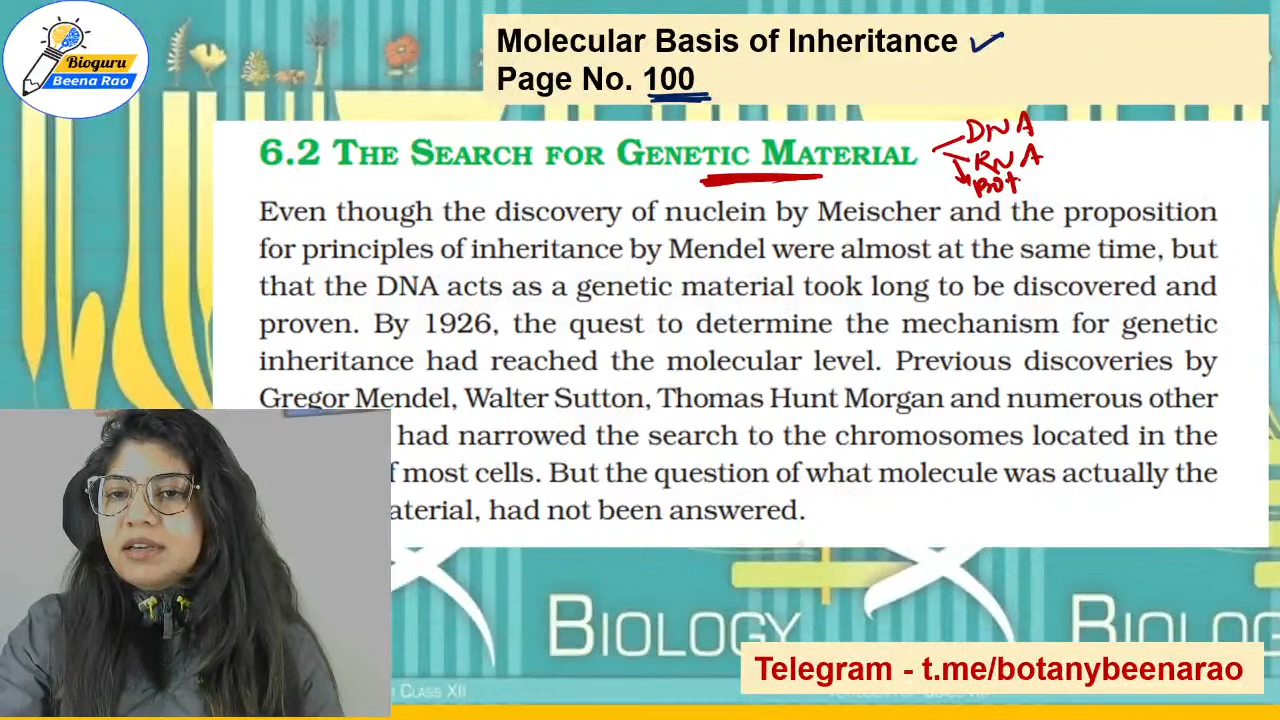 Bioguru
Beena Rao
Molecular Basis of Inheritance
Page No. 100
6.2 THE SEARCH FOR GENETIC MATERIAL
DNA
RNA
Prot
Even though the discovery of nuclein by Meischer and the proposition
for principles of inheritance by Mendel were almost at the same time, but
that the DNA acts as a genetic material took long to be discovered and
proven. By 1926, the quest to determine the mechanism for genetic
inheritance had reached the molecular level. Previous discoveries by
Gregor Mendel, Walter Sutton, Thomas Hunt Morgan and numerous other
had narrowed the search to the chromosomes located in the
f most cells. But the question of what molecule was actually the
aterial, had not been answered.
BIOLOGY
BIOLOG
CLASS XII
Telegram - t.me/botanybeenarao